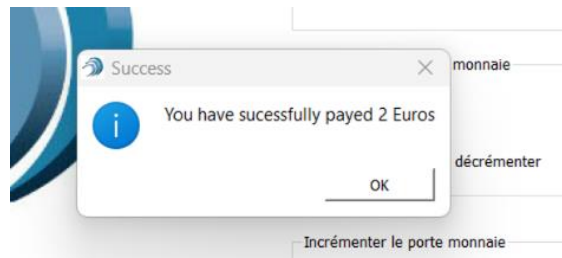 Success
monnaie
You have sucessfully payed 2 Euros
décrémenter
OK
Incrémenter le porte monnaie